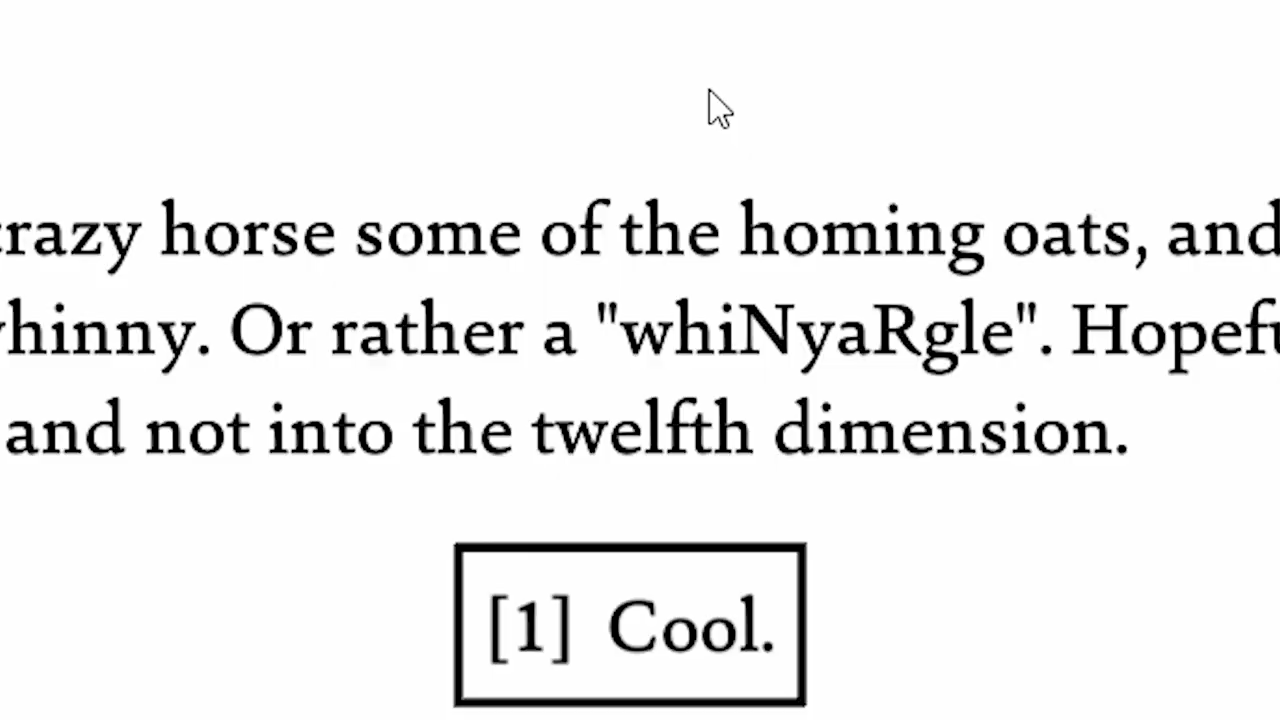 crazy horse some of the homing oats, and
whinny. Or rather a "whiNyaRgle". Hopefu
and not into the twelfth dimension.
[1] Cool.